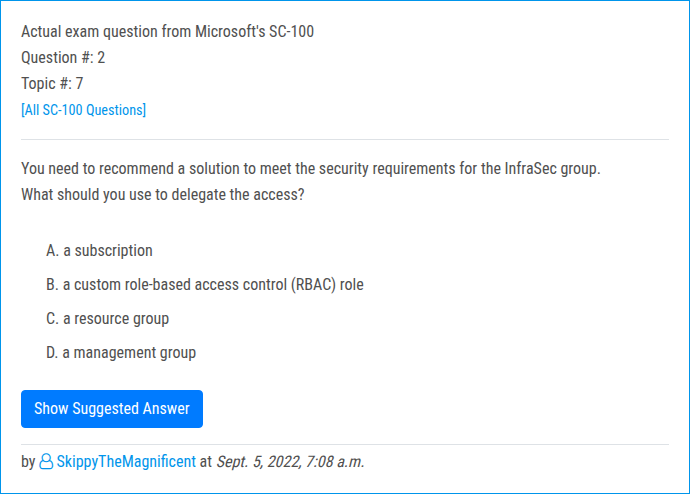 Actual exam question from Microsoft's SC-100
Question #: 2
Topic #: 7
[All SC-100 Questions]
You need to recommend a solution to meet the security requirements for the InfraSec group.
What should you use to delegate the access?
A. a subscription
B. a custom role-based access control (RBAC) role
C. a resource group
D. a management group
Show Suggested Answer
by SkippyTheMagnificent at Sept. 5, 2022, 7:08 a.m.